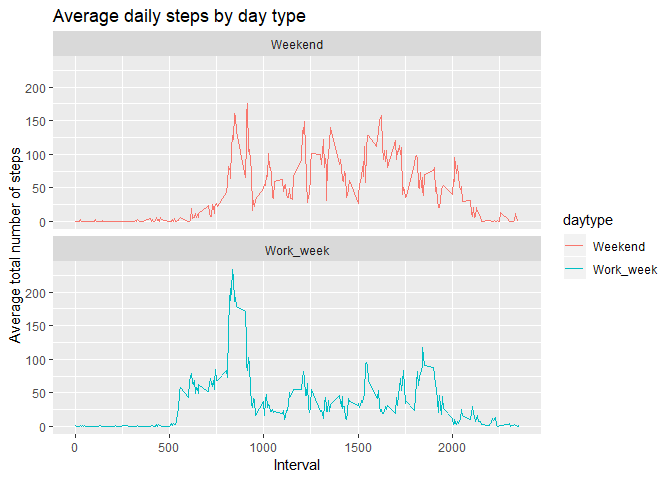 Average daily steps by day type
Weekend
200
150
100
50
0
Average total number of steps
Work_week
200
150
100
50
0
0 500 1000 1500 2000
Interval
daytype
Weekend
Work_week